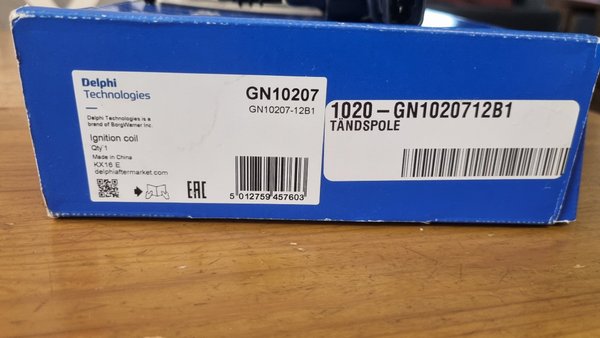 Delphi
Technologies
Delphi Technologies is a
brand of BorgWarner Inc.
Ignition coil
Qty 1
Made in China
KX16 E
delphiaftermarket.com
GN10207
GN10207-12B1
EAC
5 012759 457603
1020-GN1020712B1
TÄNDSPOLE